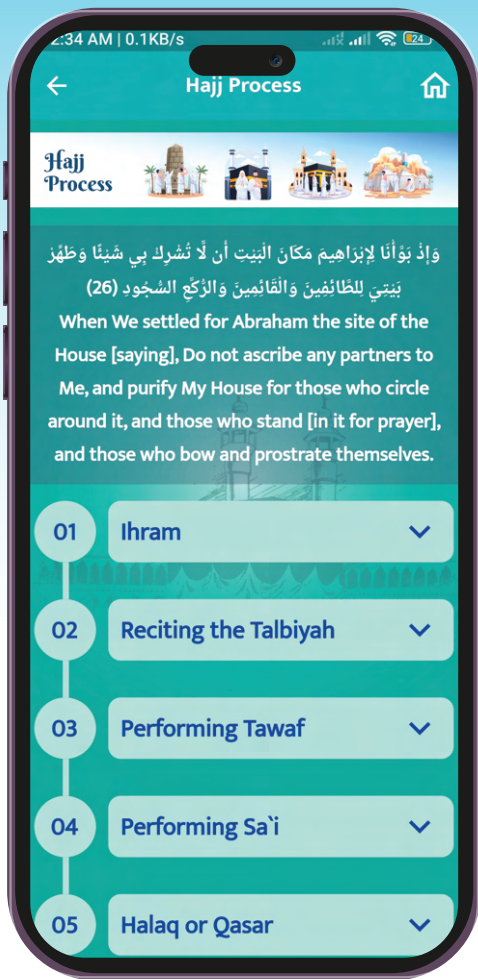 2:34 AM | 0.1KB/s
24
Hajj Process
Hajj
Process
وَإِذْ بَوَّأْنَا لِإِبْرَاهِيمَ مَكَانَ الْبَيْتِ أَن لَّا تُشْرِكْ بِي شَيْئًا وَطَهِّرْ
بَيْتِيَ لِلطَّائِفِينَ وَالْقَائِمِينَ وَالرُّكَّعِ السُّجُودِ (26)
When We settled for Abraham the site of the
House [saying], Do not ascribe any partners to
Me, and purify My House for those who circle
around it, and those who stand [in it for prayer],
and those who bow and prostrate themselves.
01 Ihram
02 Reciting the Talbiyah
03 Performing Tawaf
04 Performing Sa`i
05 Halaq or Qasar